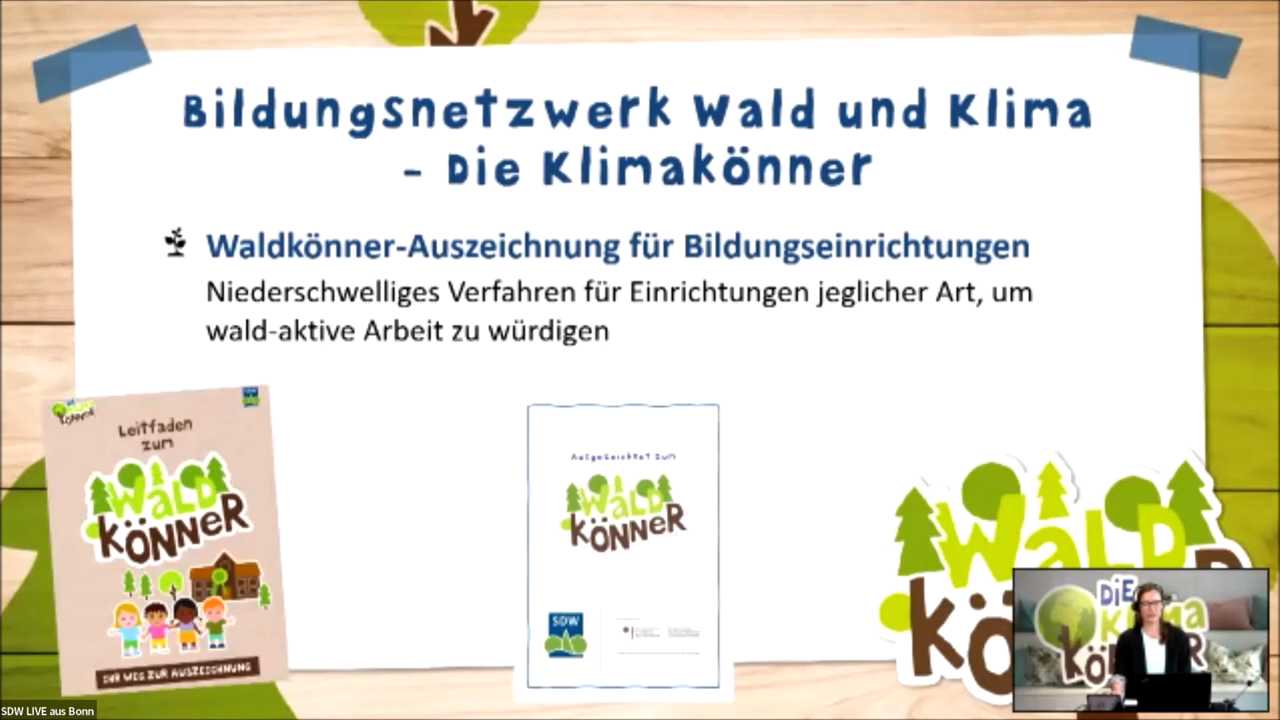 Bildungsnetzwerk Wald und Klima
- Die Klimakönner
Waldkönner-Auszeichnung für Bildungseinrichtungen
Niederschwelliges Verfahren für Einrichtungen jeglicher Art, um
wald-aktive Arbeit zu würdigen
Leitfaden
zum
WALD
KÖNNER
IHR WEG ZUR AUSZEICHNUNG
Ausgezeichnet zum
WALD
KÖNNER
SDW
WALD
KÖ
DIE
KLIMA
KÖ
SDW LIVE aus Bonn